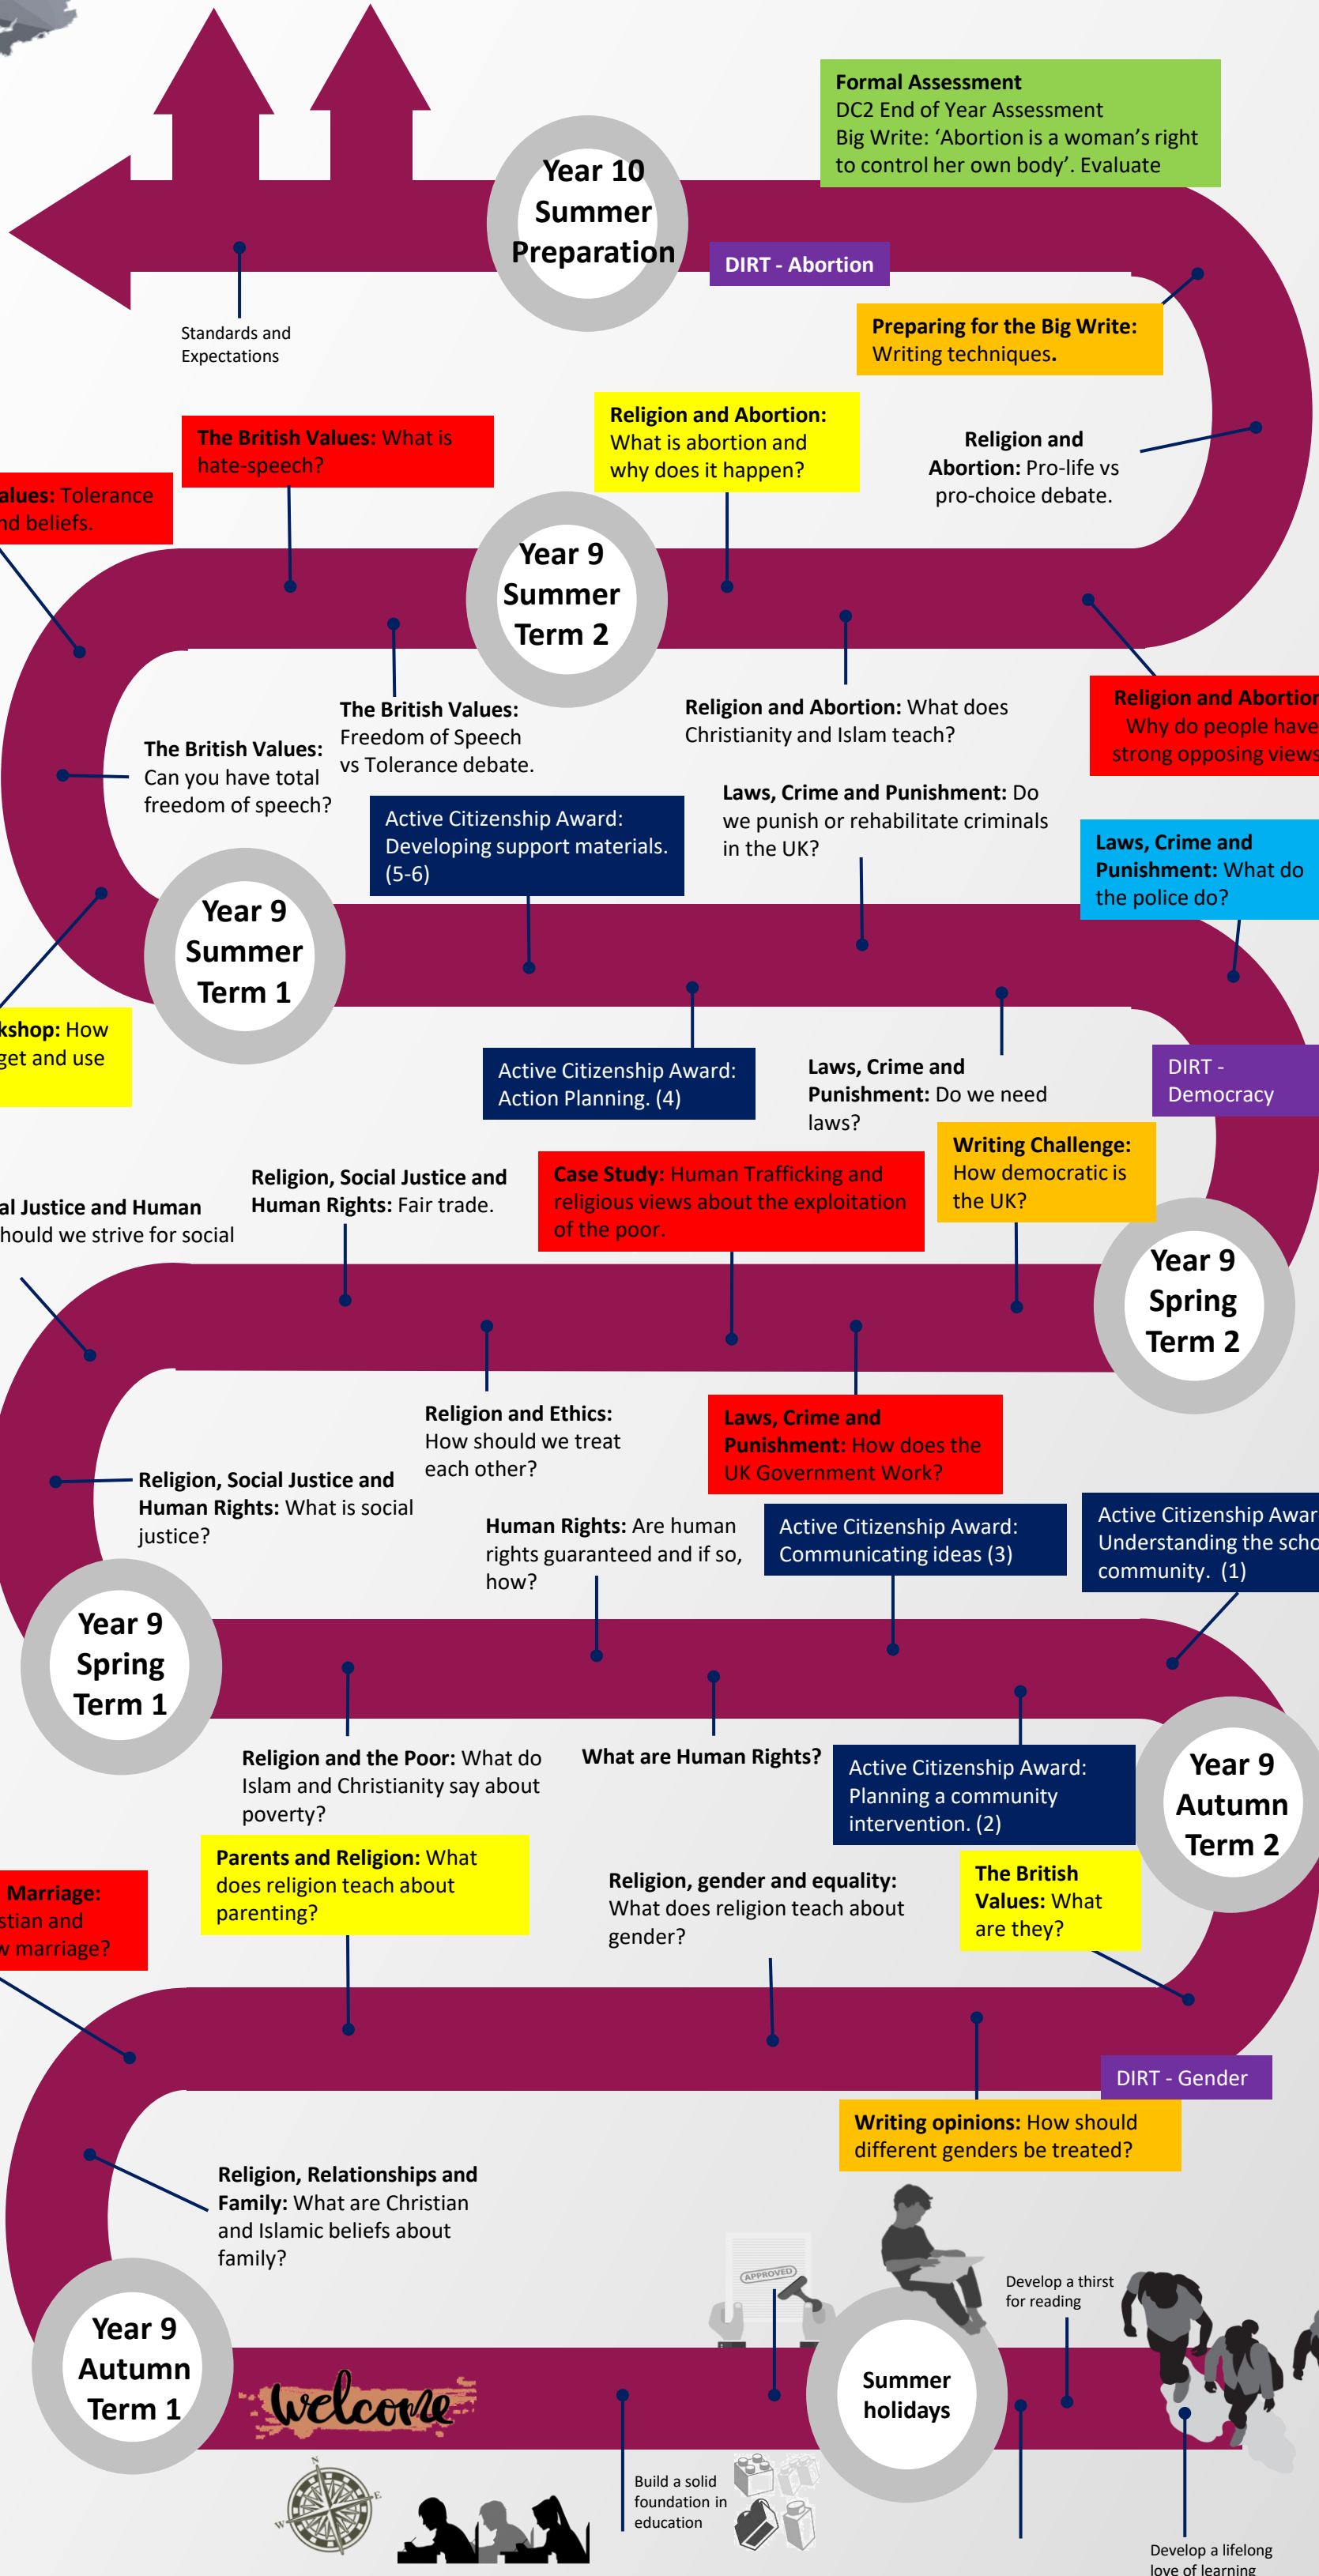 Formal Assessment
DC2 End of Year Assessment
Big Write: ‘Abortion is a woman’s right
to control her own body’. Evaluate
Year 10
Summer
Preparation
DIRT - Abortion
Preparing for the Big Write:
Writing techniques.
Standards and
Expectations
The British Values: What is
hate-speech?
Religion and Abortion:
What is abortion and
why does it happen?
Religion and
Abortion: Pro-life vs
pro-choice debate.
alues: Tolerance
nd beliefs.
Year 9
Summer
Term 2
The British Values:
Freedom of Speech
vs Tolerance debate.
Religion and Abortion: What does
Christianity and Islam teach?
Religion and Abortion
Why do people have
strong opposing views
The British Values:
Can you have total
freedom of speech?
Active Citizenship Award:
Developing support materials.
(5-6)
Laws, Crime and Punishment: Do
we punish or rehabilitate criminals
in the UK?
Laws, Crime and
Punishment: What do
the police do?
Year 9
Summer
Term 1
kshop: How
get and use
Active Citizenship Award:
Action Planning. (4)
Laws, Crime and
Punishment: Do we need
laws?
DIRT -
Democracy
Writing Challenge:
How democratic is
the UK?
al Justice and Human
hould we strive for social
Religion, Social Justice and
Human Rights: Fair trade.
Case Study: Human Trafficking and
religious views about the exploitation
of the poor.
Year 9
Spring
Term 2
Religion and Ethics:
How should we treat
each other?
Laws, Crime and
Punishment: How does the
UK Government Work?
Religion, Social Justice and
Human Rights: What is social
justice?
Human Rights: Are human
rights guaranteed and if so,
how?
Active Citizenship Award:
Communicating ideas (3)
Active Citizenship Awar
Understanding the scho
community. (1)
Year 9
Spring
Term 1
Religion and the Poor: What do
Islam and Christianity say about
poverty?
What are Human Rights?
Active Citizenship Award:
Planning a community
intervention. (2)
Year 9
Autumn
Term 2
Marriage:
stian and
w marriage?
Parents and Religion: What
does religion teach about
parenting?
Religion, gender and equality:
What does religion teach about
gender?
The British
Values: What
are they?
DIRT - Gender
Writing opinions: How should
different genders be treated?
Religion, Relationships and
Family: What are Christian
and Islamic beliefs about
family?
APPROVED
Develop a thirst
for reading
Year 9
Autumn
Term 1
welcome
Summer
holidays
N
E
W
Build a solid
foundation in
education
Develop a lifelong
love of learning